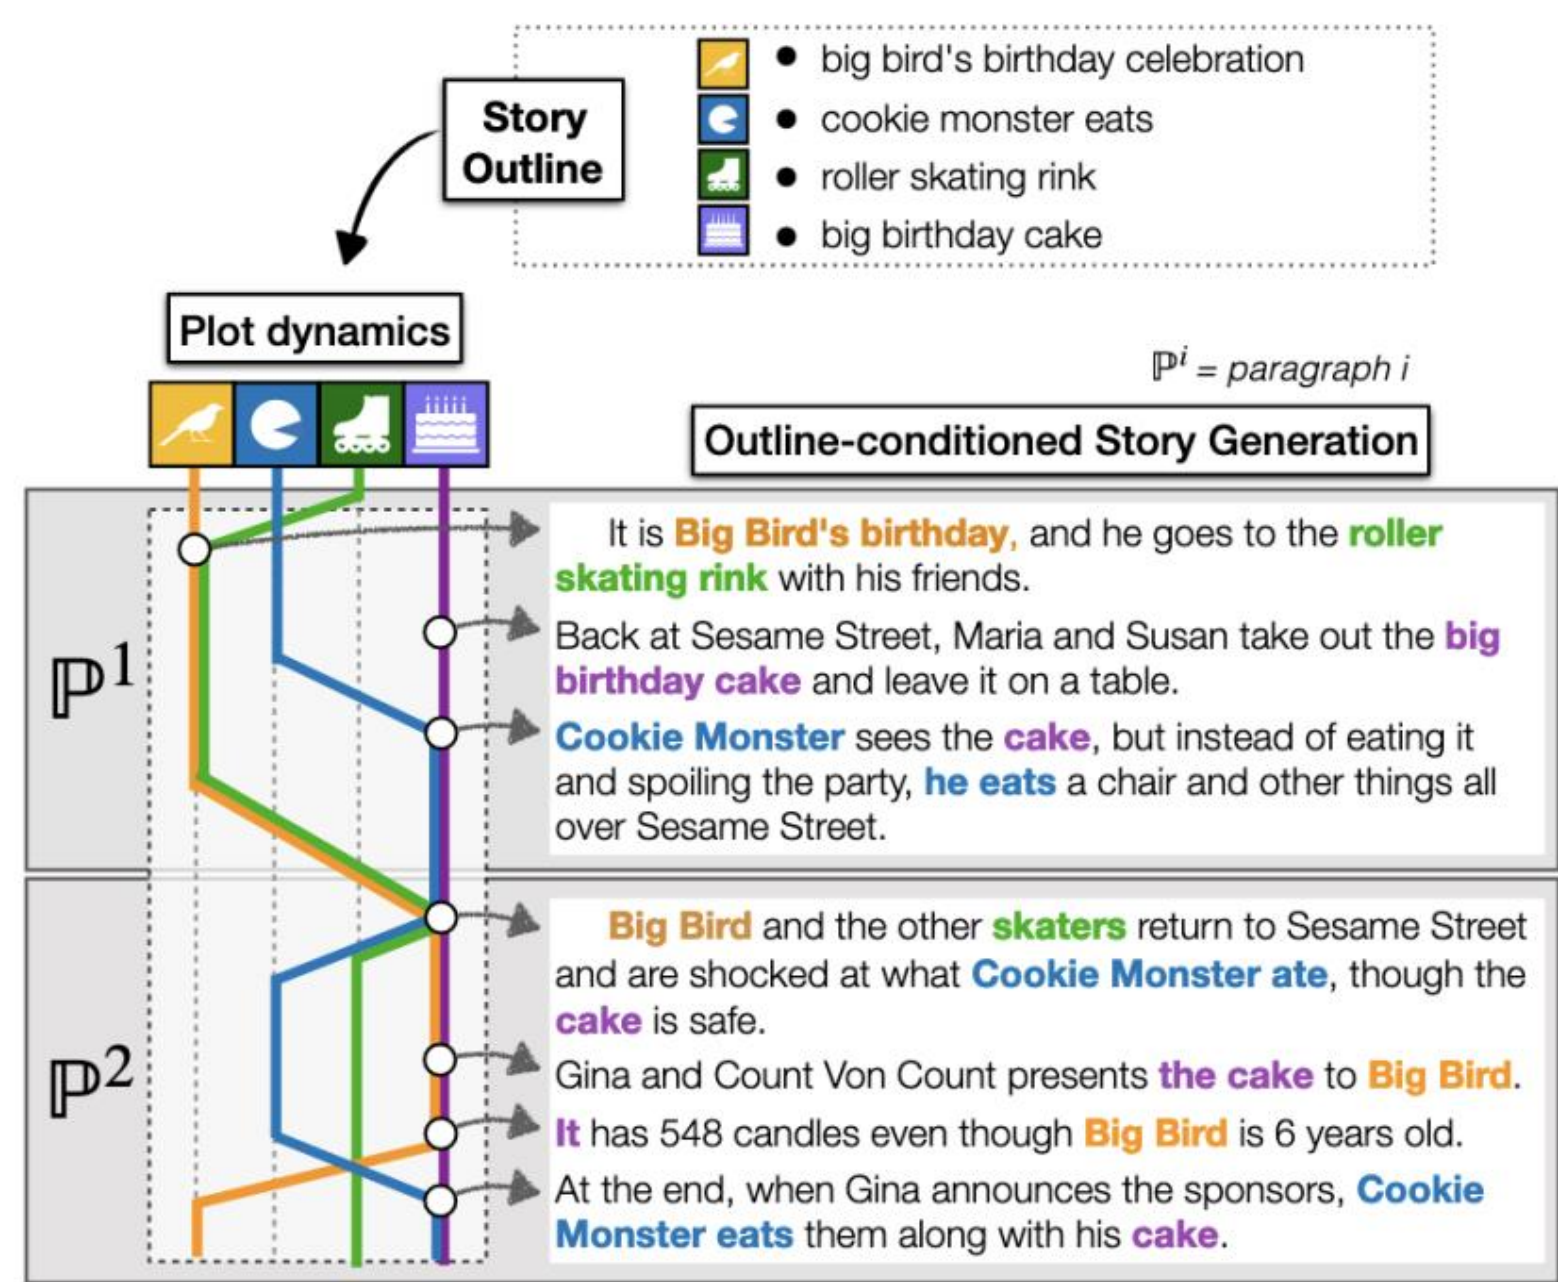 Story
Outline
• big bird's birthday celebration
• cookie monster eats
• roller skating rink
• big birthday cake
Plot dynamics
ℙⁱ = paragraph i
Outline-conditioned Story Generation
ℙ¹
It is Big Bird's birthday, and he goes to the roller
skating rink with his friends.
Back at Sesame Street, Maria and Susan take out the big
birthday cake and leave it on a table.
Cookie Monster sees the cake, but instead of eating it
and spoiling the party, he eats a chair and other things all
over Sesame Street.
ℙ²
Big Bird and the other skaters return to Sesame Street
and are shocked at what Cookie Monster ate, though the
cake is safe.
Gina and Count Von Count presents the cake to Big Bird.
It has 548 candles even though Big Bird is 6 years old.
At the end, when Gina announces the sponsors, Cookie
Monster eats them along with his cake.